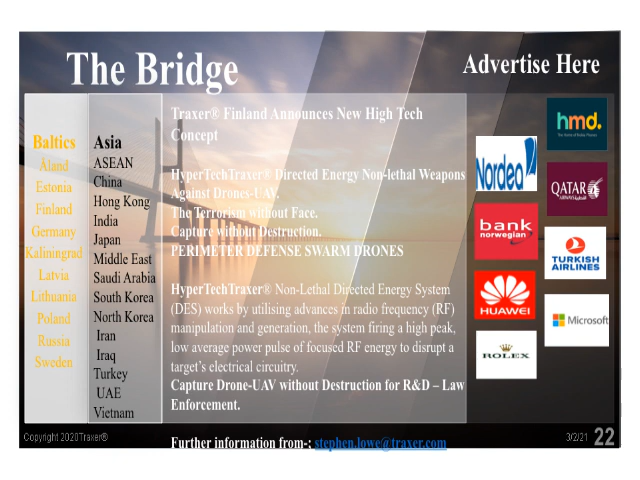 The Bridge
Advertise Here
Baltics
Åland
Estonia
Finland
Germany
Kaliningrad
Latvia
Lithuania
Poland
Russia
Sweden
Asia
ASEAN
China
Hong Kong
India
Japan
Middle East
Saudi Arabia
South Korea
North Korea
Iran
Iraq
Turkey
UAE
Vietnam
Traxer® Finland Announces New High Tech
Concept
HyperTechTraxer® Directed Energy Non-lethal Weapons
Against Drones-UAV.
The Terrorism without Face.
Capture without Destruction.
PERIMETER DEFENSE SWARM DRONES
HyperTechTraxer® Non-Lethal Directed Energy System
(DES) works by utilising advances in radio frequency (RF)
manipulation and generation, the system firing a high peak,
low average power pulse of focused RF energy to disrupt a
target's electrical circuitry.
Capture Drone-UAV without Destruction for R&D – Law
Enforcement.
Further information from-; stephen.lowe@traxer.com
hmd.
Nordea
QATAR
AIRWAYS
bank
norwegian
TURKISH
AIRLINES
HUAWEI
Microsoft
ROLEX
Copyright 2020Traxer®
3/2/21
22